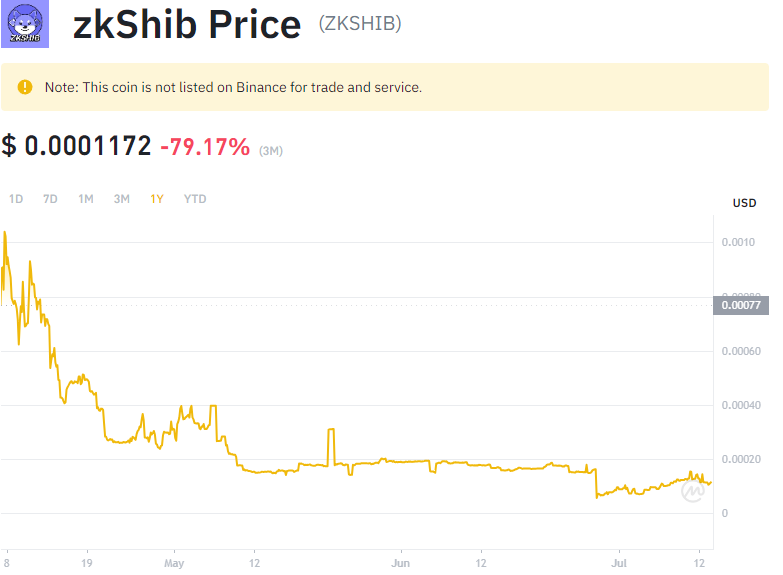 zkShib Price (ZKSHIB)
ZKSHIB
Note: This coin is not listed on Binance for trade and service.
$ 0.0001172 -79.17% (3M)
1D 7D 1M 3M 1Y YTD
USD
0.0010
0.00077
0.00060
0.00040
0.00020
0
8 19 May 12 Jun 12 Jul 12